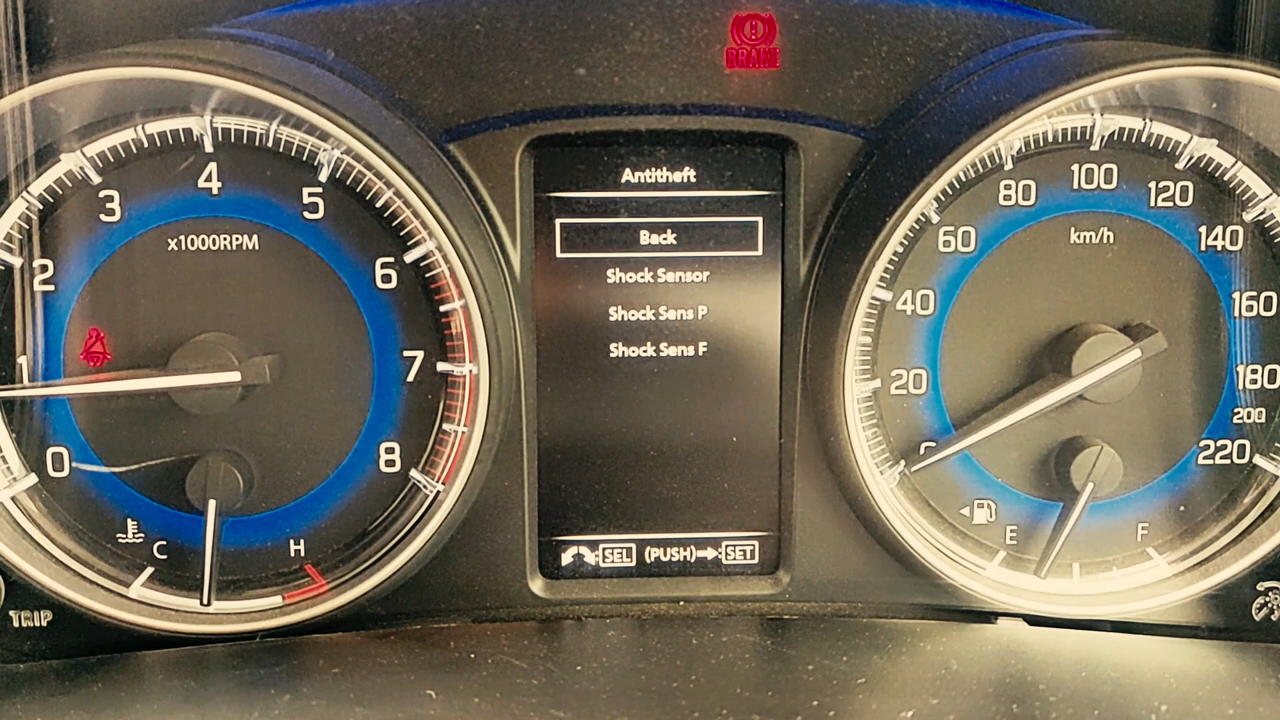 BRAKE
Antitheft
Back
Shock Sensor
Shock Sens P
Shock Sens F
:SEL (PUSH)➡:SET
0
1
2
3
4
5
6
7
8
x1000RPM
C
H
TRIP
20
40
60
80
100
120
140
160
180
200
220
km/h
E
F